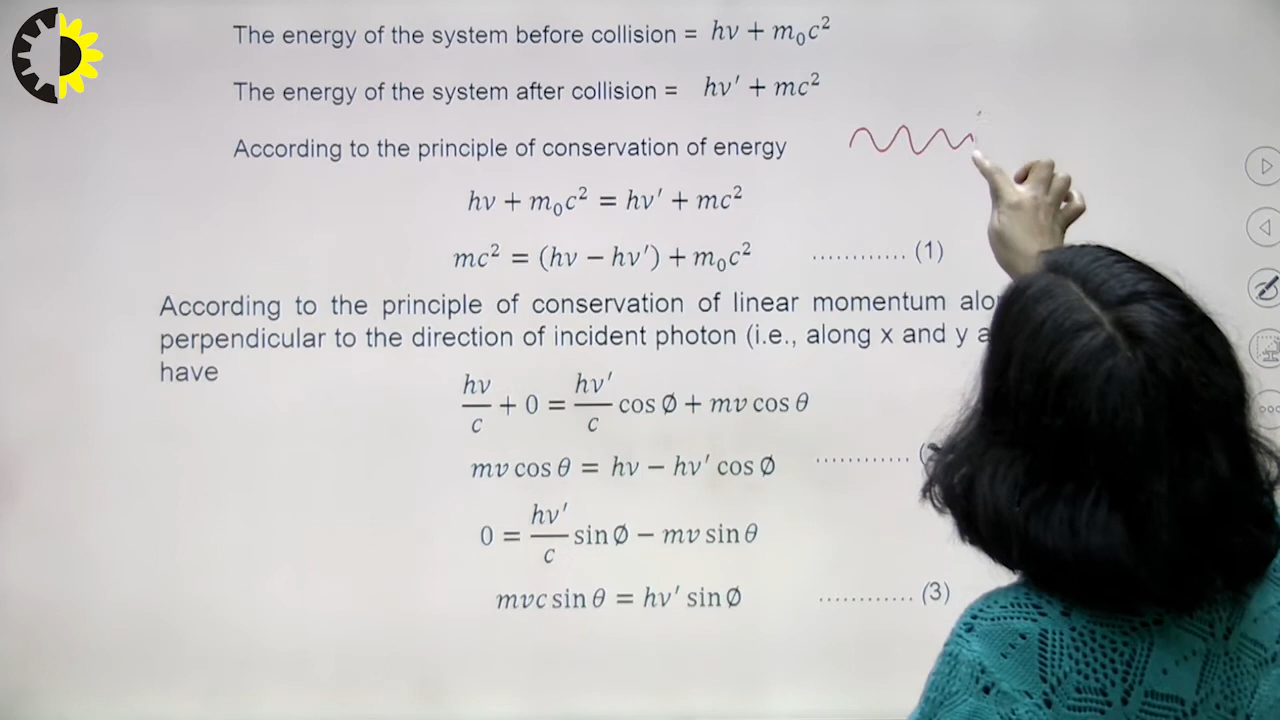 The energy of the system before collision = hν + m₀c²
The energy of the system after collision = hν′ + mc²
According to the principle of conservation of energy
hν + m₀c² = hν′ + mc²
mc² = (hν − hν′) + m₀c² ............ (1)
According to the principle of conservation of linear momentum
perpendicular to the direction of incident photon (i.e., along x and y
have
hν/c + 0 = hν′/c cos ∅ + mv cos θ
mv cos θ = hν − hν′ cos ∅ ............
0 = hν′/c sin ∅ − mv sin θ
mvc sin θ = hν′ sin ∅ ............ (3)